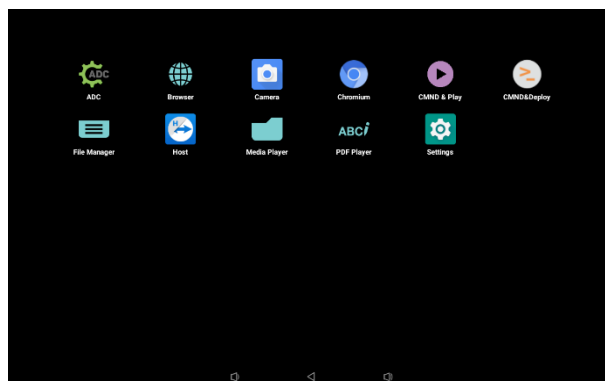 ADC
ADC
Browser
Camera
Chromium
CMND & Play
CMND&Deploy
File Manager
H
Host
Media Player
ABCi
PDF Player
Settings